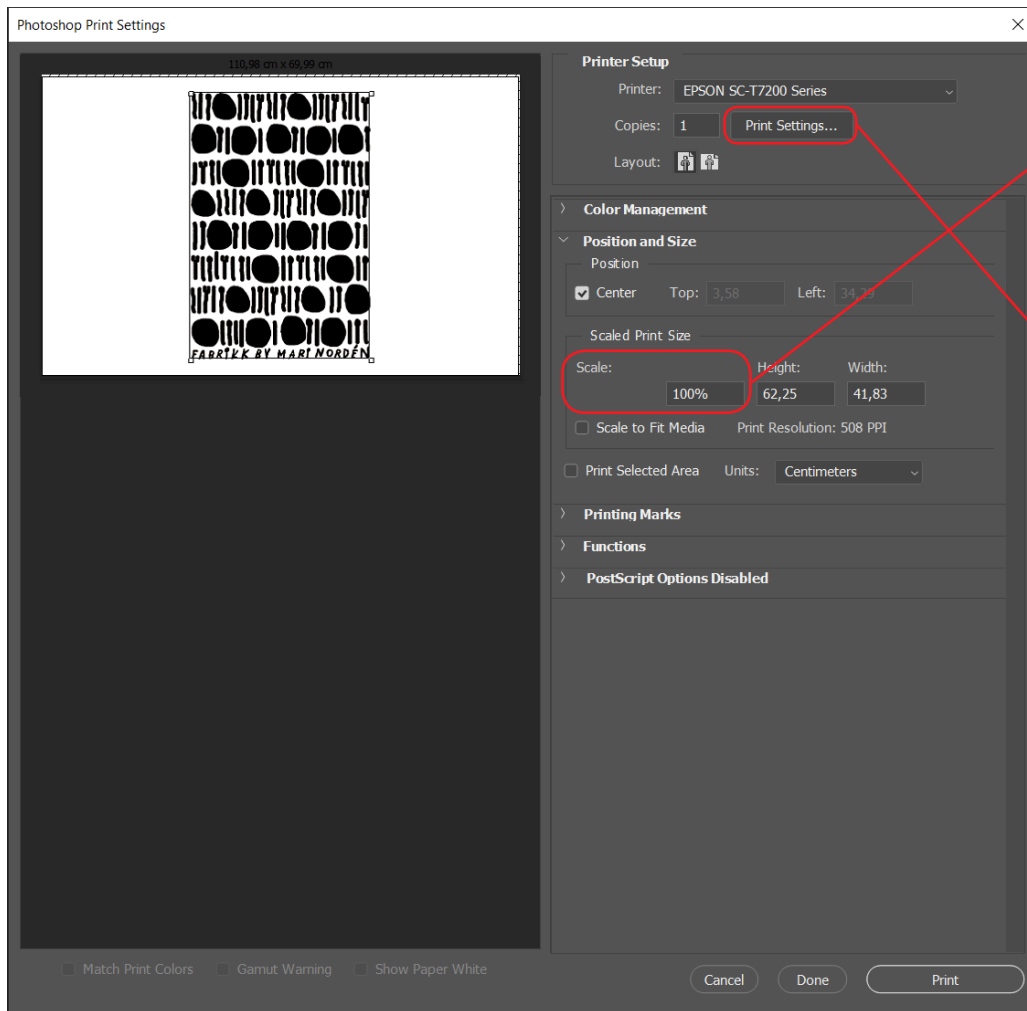 Photoshop Print Settings
110,98 cm x 69,99 cm
FABRIKK BY MARI NORDÉN
Printer Setup
Printer: EPSON SC-T7200 Series
Copies: 1 Print Settings...
Layout:
Color Management
Position and Size
Position
Center Top: 3,58 Left: 34,29
Scaled Print Size
Scale: Height: Width:
100% 62,25 41,83
Scale to Fit Media Print Resolution: 508 PPI
Print Selected Area Units: Centimeters
Printing Marks
Functions
PostScript Options Disabled
Match Print Colors Gamut Warning Show Paper White
Cancel Done Print